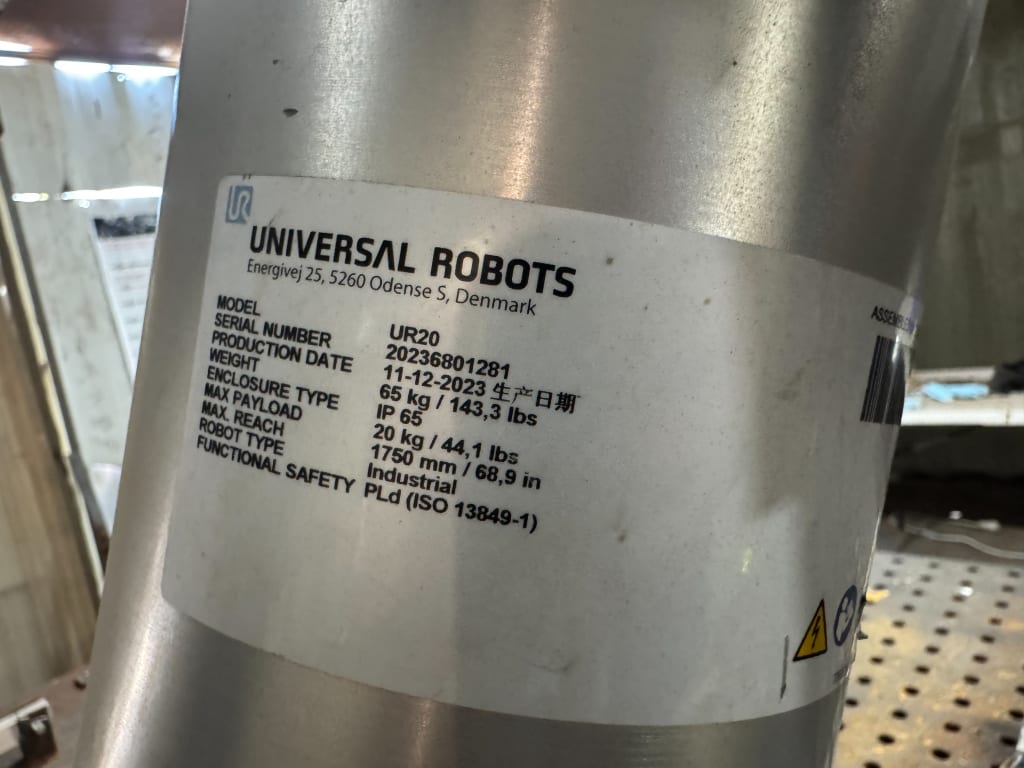 UR
UNIVERSAL ROBOTS
Energivej 25, 5260 Odense S, Denmark
MODEL UR20
SERIAL NUMBER 20236801281
PRODUCTION DATE 11-12-2023 生产日期
WEIGHT 65 kg / 143,3 lbs
ENCLOSURE TYPE IP 65
MAX PAYLOAD 20 kg / 44,1 lbs
MAX. REACH 1750 mm / 68,9 in
ROBOT TYPE Industrial
FUNCTIONAL SAFETY PLd (ISO 13849-1)